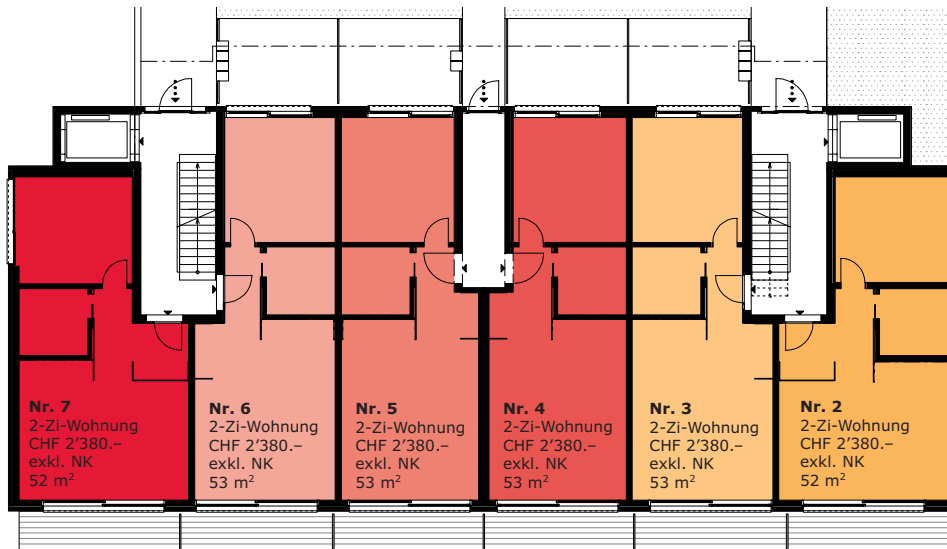 Nr. 7
2-Zi-Wohnung
CHF 2’380.–
exkl. NK
52 m²
Nr. 6
2-Zi-Wohnung
CHF 2’380.–
exkl. NK
53 m²
Nr. 5
2-Zi-Wohnung
CHF 2’380.–
exkl. NK
53 m²
Nr. 4
2-Zi-Wohnung
CHF 2’380.–
exkl. NK
53 m²
Nr. 3
2-Zi-Wohnung
CHF 2’380.–
exkl. NK
53 m²
Nr. 2
2-Zi-Wohnung
CHF 2’380.–
exkl. NK
52 m²